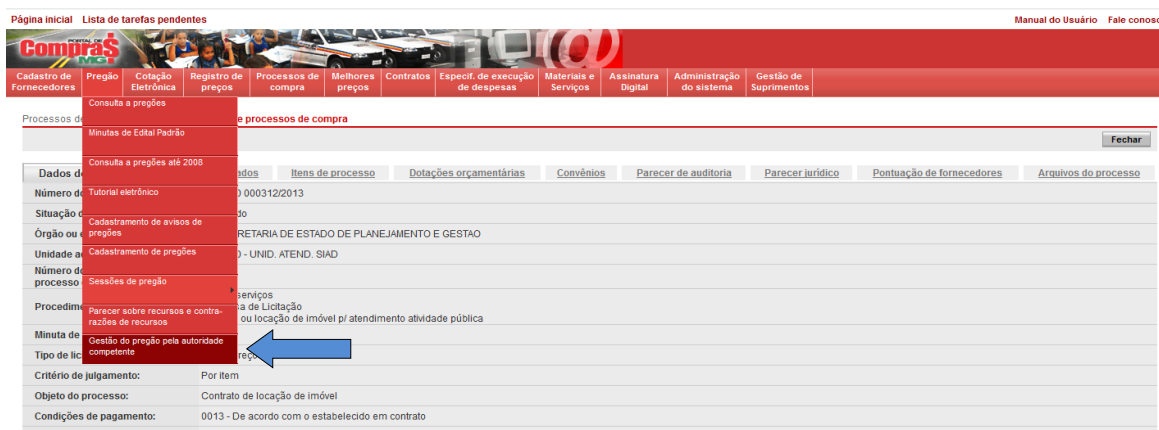 Página inicial Lista de tarefas pendentes Manual do Usuário Fale conosc
PORTAL DE
Compras
MG
Cadastro de Fornecedores Pregão Cotação Eletrônica Registro de preços Processos de compra Melhores preços Contratos Especif. de execução de despesas Materiais e Serviços Assinatura Digital Administração do sistema Gestão de Suprimentos
Consulta a pregões
Processos d e processos de compra
Minutas de Edital Padrão
Fechar
Consulta a pregões até 2008
Dados d ados Itens de processo Dotações orçamentárias Convênios Parecer de auditoria Parecer jurídico Pontuação de fornecedores Arquivos do processo
Tutorial eletrônico
Número d 000312/2013
Situação do
Cadastramento de avisos de
pregões
Órgão ou RETARIA DE ESTADO DE PLANEJAMENTO E GESTAO
Cadastramento de pregões
Unidade a - UNID. ATEND. SIAD
Número d
processo
Sessões de pregão
serviços
Procedime a de Licitação
ou locação de imóvel p/ atendimento atividade pública
Parecer sobre recursos e contra-
razões de recursos
Minuta de
Gestão do pregão pela autoridade
competente
Tipo de lic reço
Critério de julgamento: Por item
Objeto do processo: Contrato de locação de imóvel
Condições de pagamento: 0013 - De acordo com o estabelecido em contrato